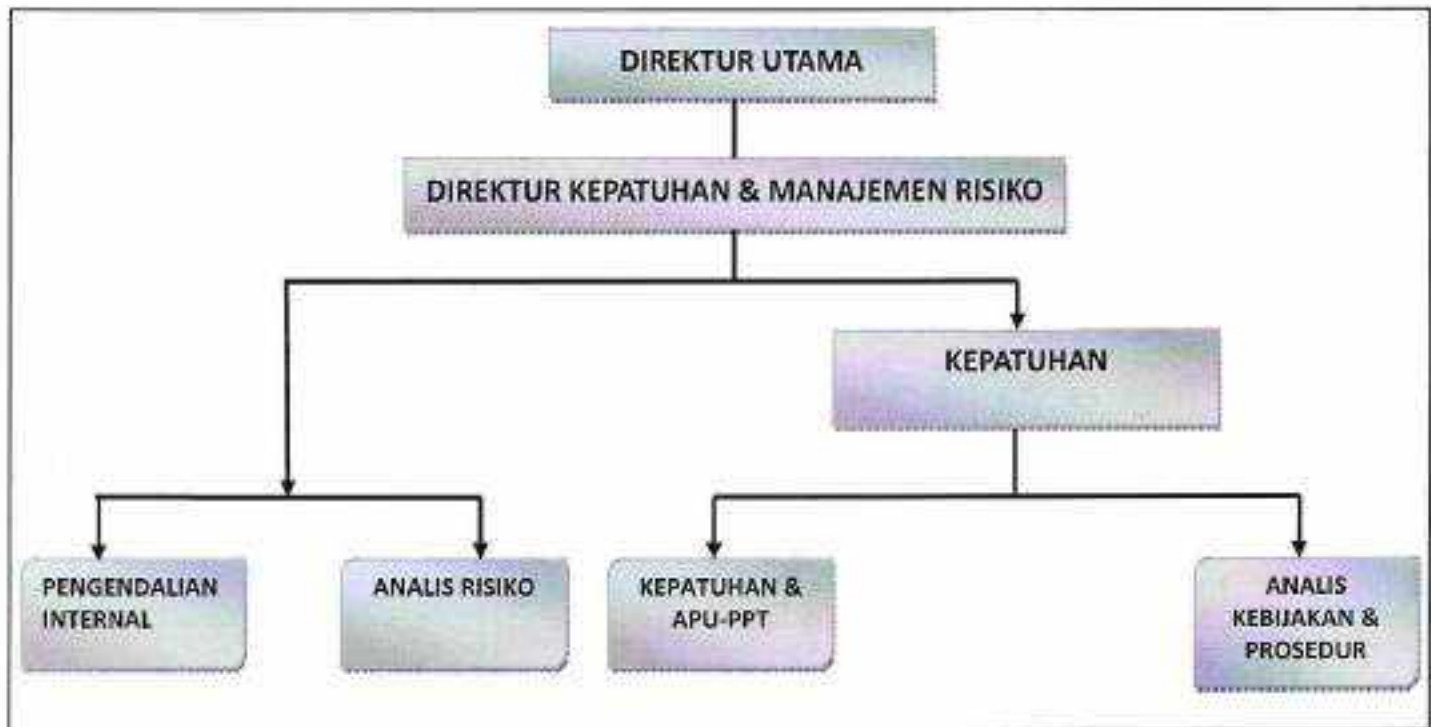 DIREKTUR UTAMA
DIREKTUR KEPATUHAN & MANAJEMEN RISIKO
KEPATUHAN
PENGENDALIAN
INTERNAL
ANALIS RISIKO
KEPATUHAN &
APU-PPT
ANALIS
KEBIJAKAN &
PROSEDUR